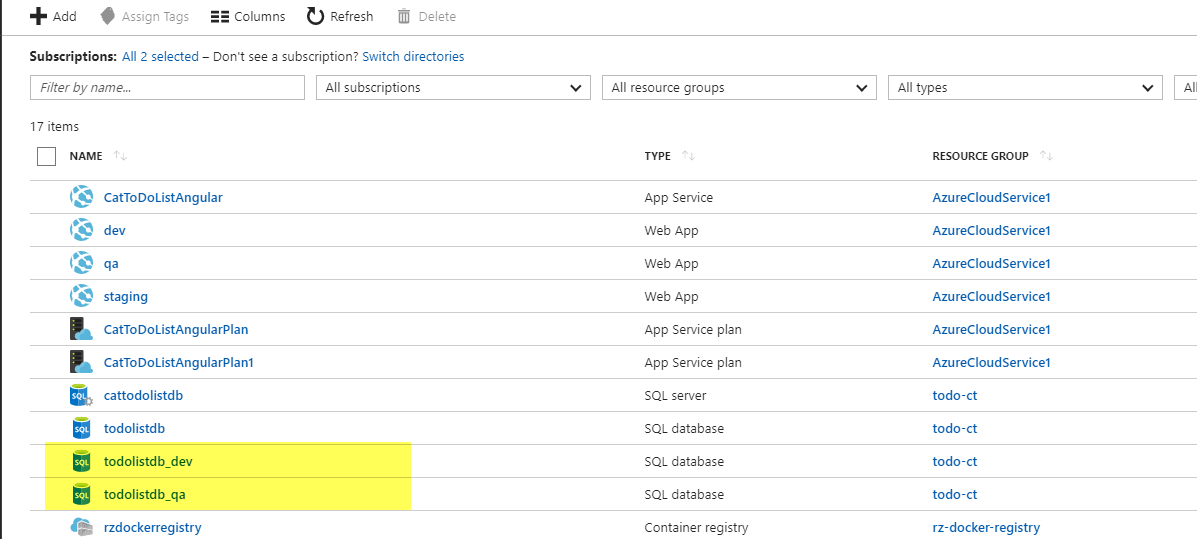 Add Assign Tags Columns Refresh Delete
Subscriptions: All 2 selected – Don't see a subscription? Switch directories
Filter by name... All subscriptions All resource groups All types All
17 items
NAME TYPE RESOURCE GROUP
CatToDoListAngular App Service AzureCloudService1
dev Web App AzureCloudService1
qa Web App AzureCloudService1
staging Web App AzureCloudService1
CatToDoListAngularPlan App Service plan AzureCloudService1
CatToDoListAngularPlan1 App Service plan AzureCloudService1
SQL cattodolistdb SQL server todo-ct
SQL todolistdb SQL database todo-ct
SQL todolistdb_dev SQL database todo-ct
SQL todolistdb_qa SQL database todo-ct
rzdockerregistry Container registry rz-docker-registry